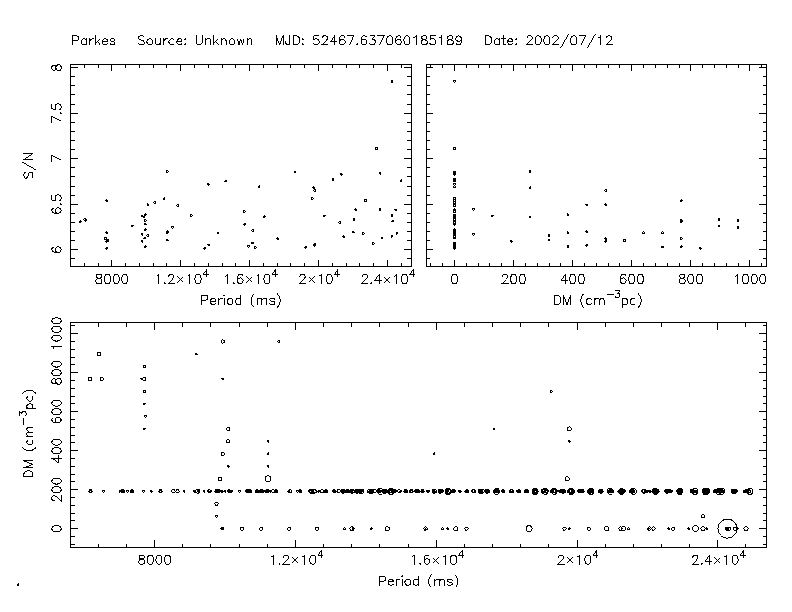 Parkes Source: Unknown MJD: 52467.637060185189 Date: 2002/07/12
8
7.5
7
6.5
6
S/N
8000 1.2×10⁴ 1.6×10⁴ 2×10⁴ 2.4×10⁴
Period (ms)
0 200 400 600 800 1000
DM (cm⁻³pc)
1000
800
600
400
200
0
DM (cm⁻³pc)
8000 1.2×10⁴ 1.6×10⁴ 2×10⁴ 2.4×10⁴
Period (ms)